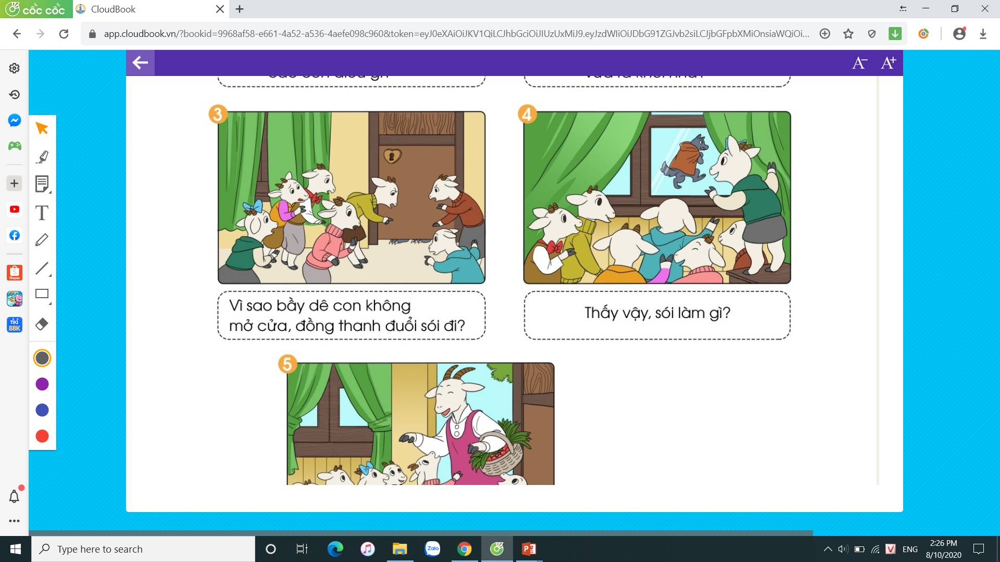 cốc cốc
CloudBook
app.cloudbook.vn/?bookid=9968af58-e661-4a52-a536-4aefe098c960&token=eyJ0eXAiOiJKV1QiLCJhbGciOiJIUzUxMiJ9.eyJzdWIiOiJDbG91ZGJvb2siLCJjbGFpbXMiOnsiaWQiOi...
A- A+
3
4
Vì sao bầy dê con không
mở cửa, đồng thanh đuổi sói đi?
Thấy vậy, sói làm gì?
5
T
Shopee
TIKI
88K
Type here to search
Zalo
ENG
2:26 PM
8/10/2020